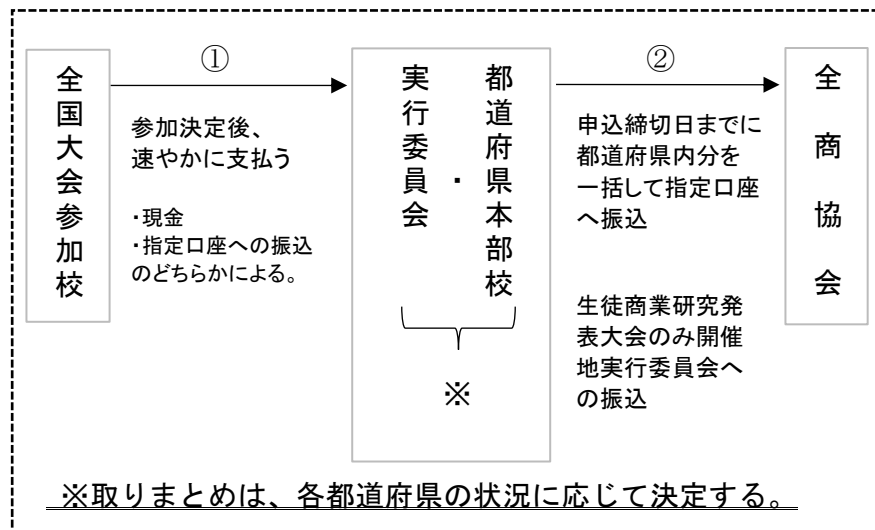 全国大会参加校
①
参加決定後、
速やかに支払う
・現金
・指定口座への振込
のどちらかによる。
都道府県本部校
・
実行委員会
※
②
申込締切日までに
都道府県内分を
一括して指定口座
へ振込
生徒商業研究発
表大会のみ開催
地実行委員会へ
の振込
全商協会
※取りまとめは、各都道府県の状況に応じて決定する。